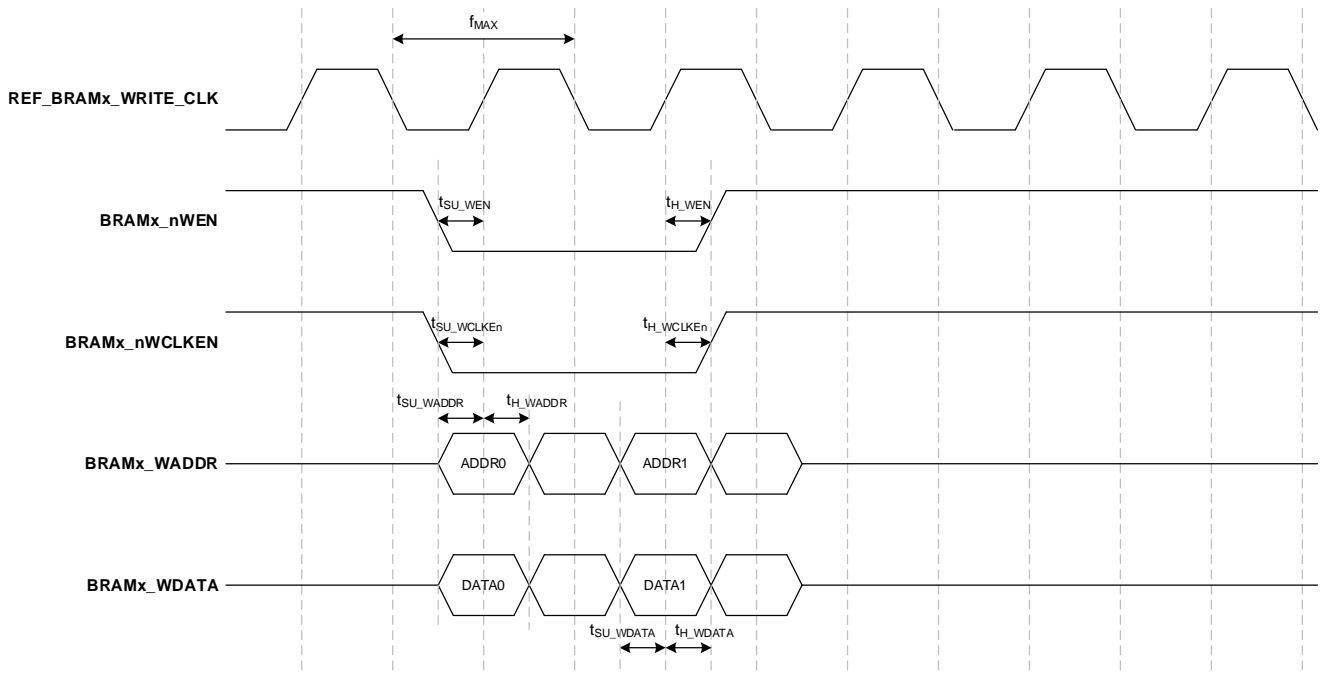 fMAX
REF_BRAMx_WRITE_CLK
tSU_WEN
tH_WEN
BRAMx_nWEN
tSU_WCLKEn
tH_WCLKEn
BRAMx_nWCLKEN
tSU_WADDR
tH_WADDR
BRAMx_WADDR
ADDR0
ADDR1
BRAMx_WDATA
DATA0
DATA1
tSU_WDATA
tH_WDATA